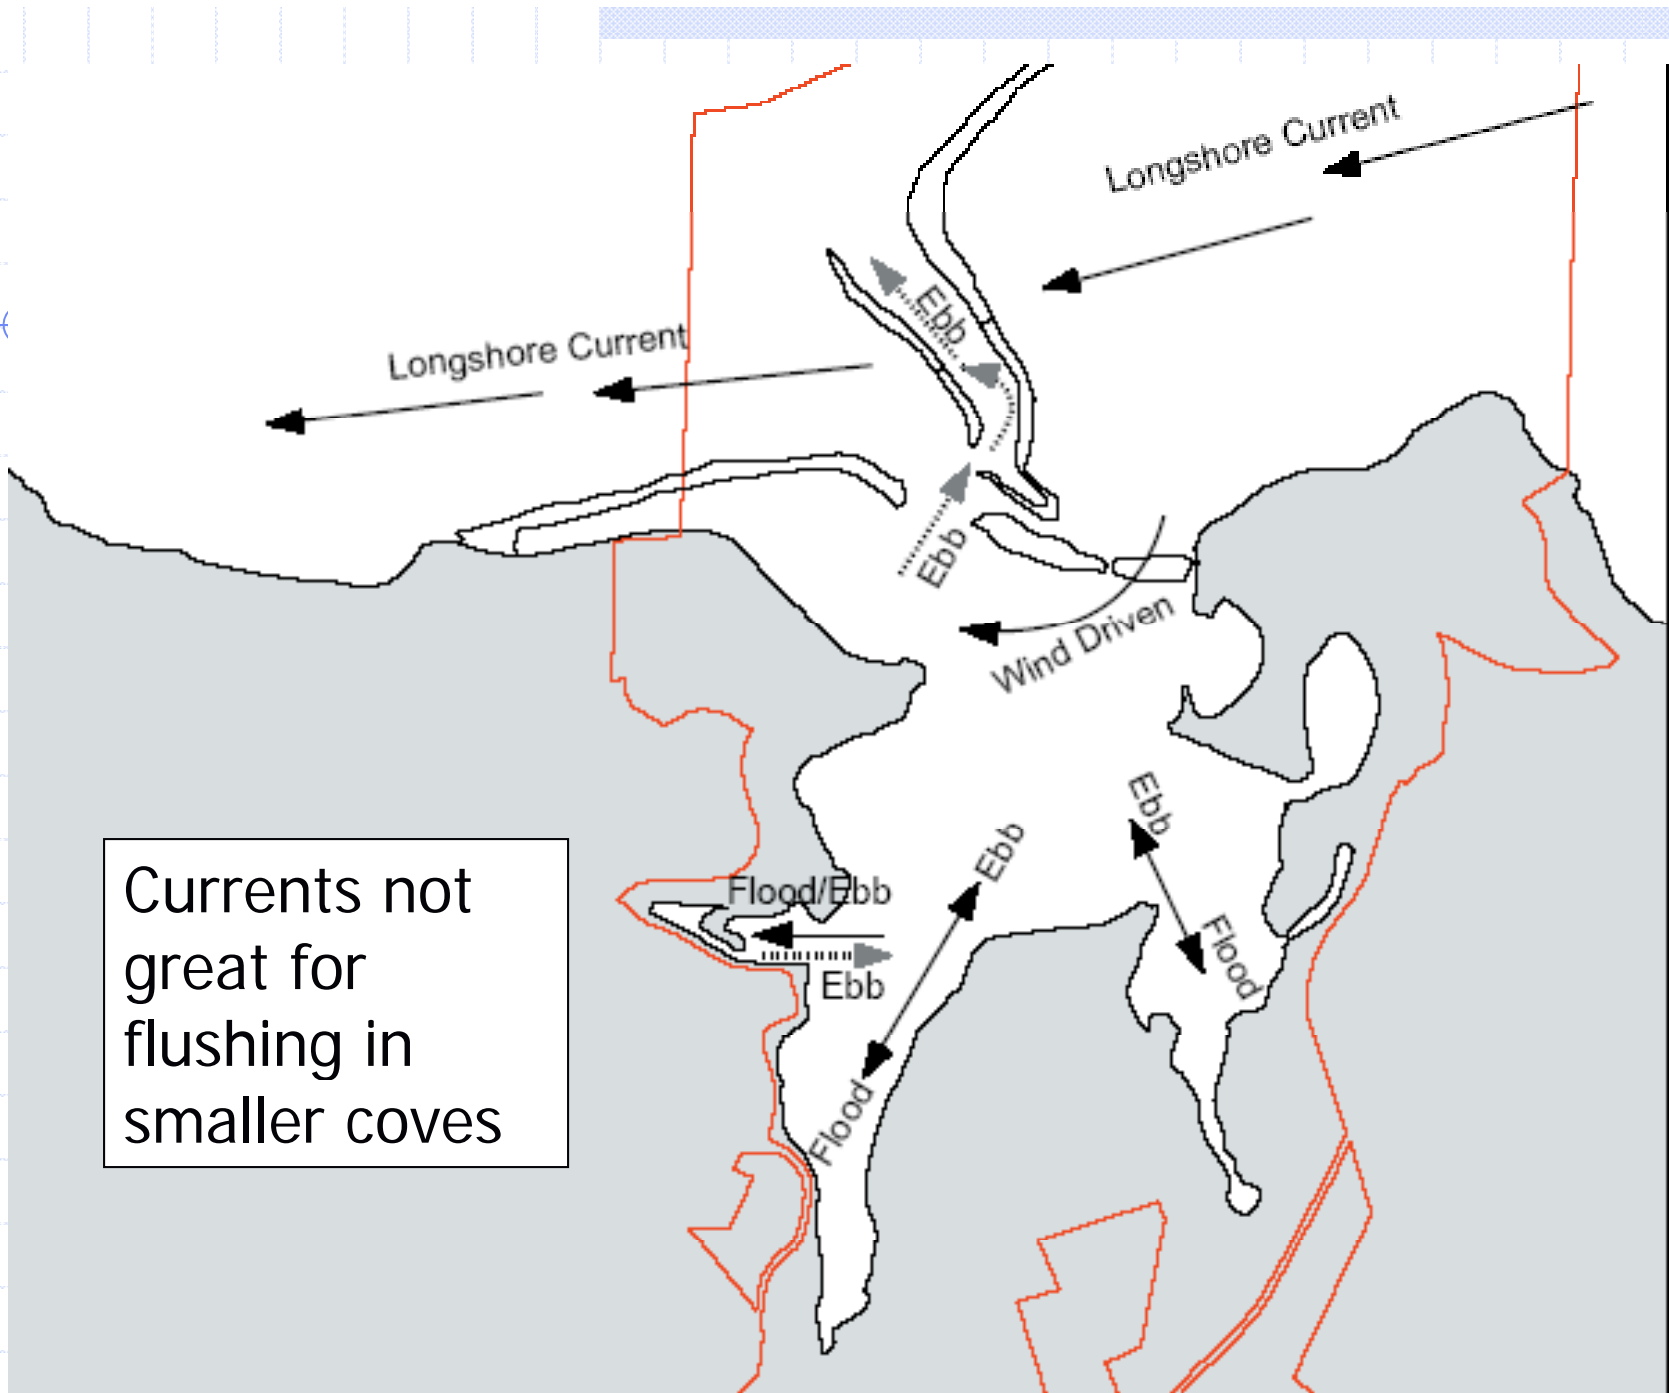 Longshore Current
Ebb
Longshore Current
Ebb
Wind Driven
Ebb
Ebb
Flood/Ebb
Flood
Ebb
Flood
Currents not
great for
flushing in
smaller coves